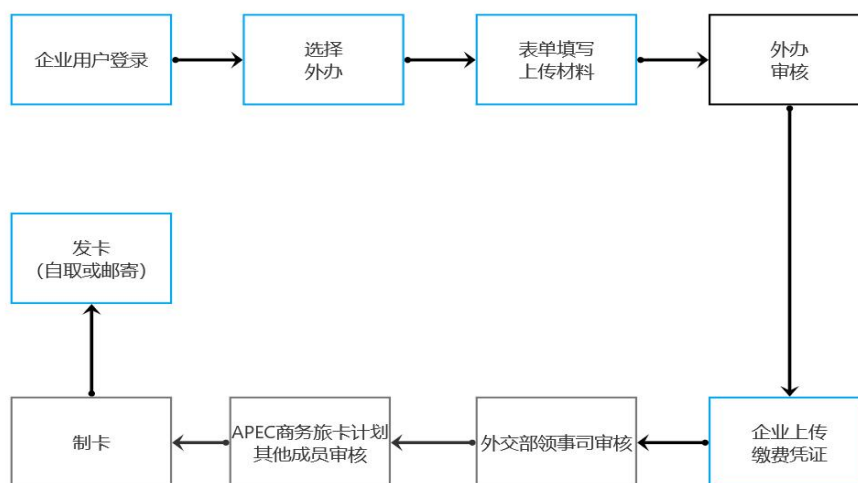 企业用户登录
选择
外办
表单填写
上传材料
外办
审核
企业上传
缴费凭证
外交部领事司审核
APEC商务旅卡计划
其他成员审核
制卡
发卡
（自取或邮寄）